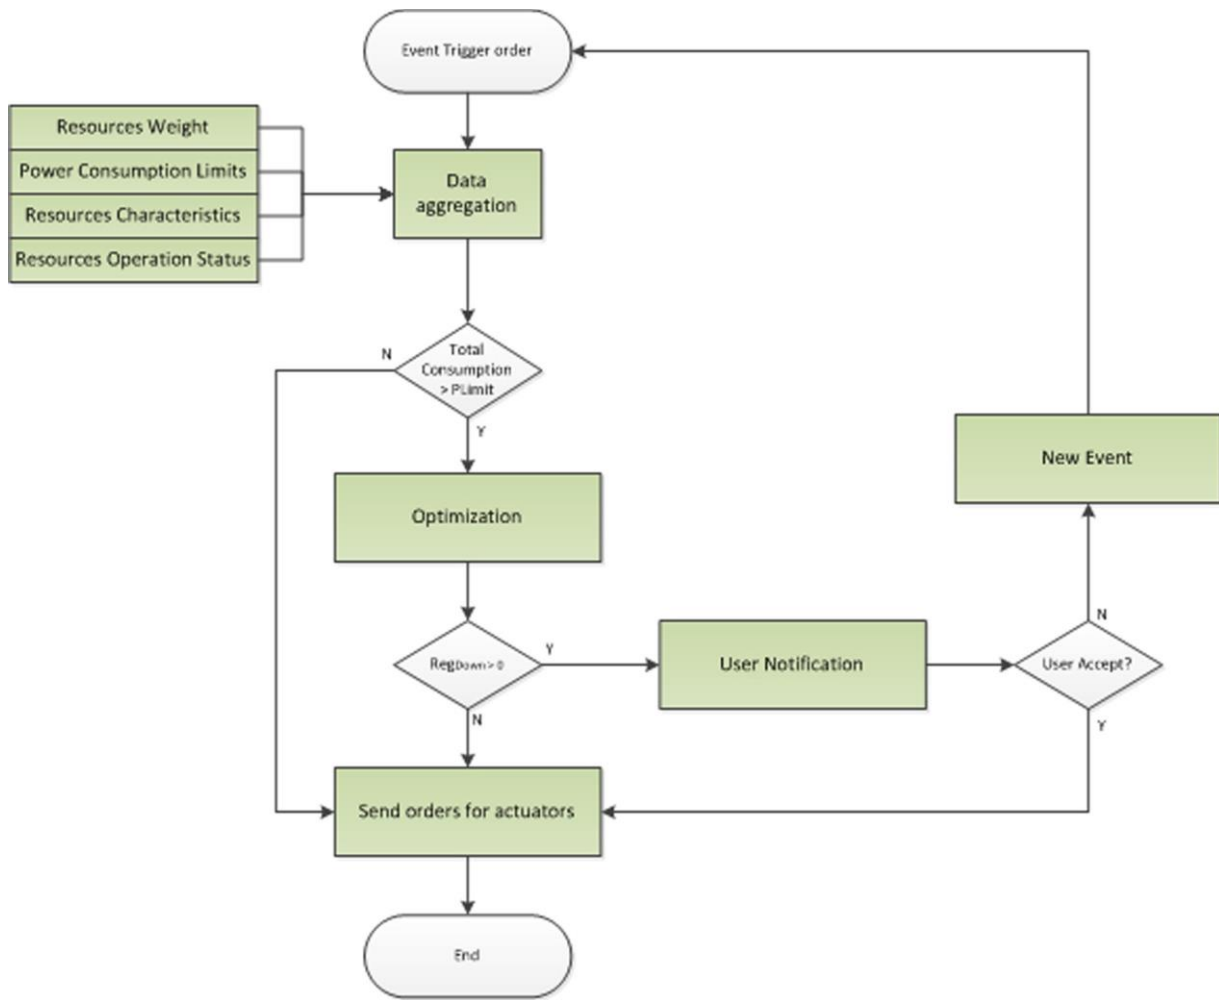 Event Trigger order
Resources Weight
Power Consumption Limits
Resources Characteristics
Resources Operation Status
Data
aggregation
N
Total
Consumption
> PLimit
Y
New Event
Optimization
N
RegDown > 0
Y
User Notification
User Accept?
N
Y
Send orders for actuators
End